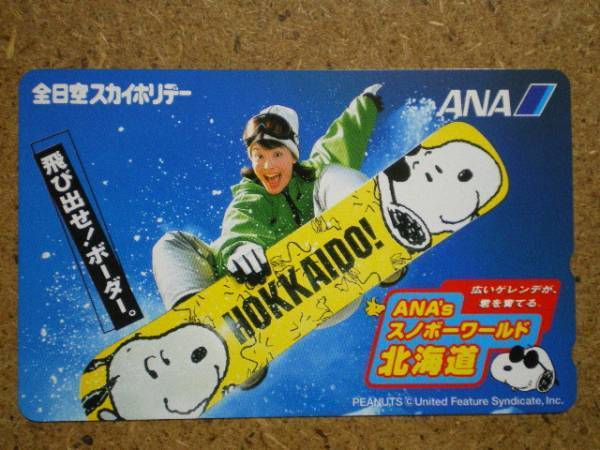 全日空スカイホリデー
ANA
飛び出せ!ボーダー。
HOKKAIDO!
広いゲレンデが、
君を育てる。
ANA's
スノボーワールド
北海道
PEANUTS © United Feature Syndicate, Inc.